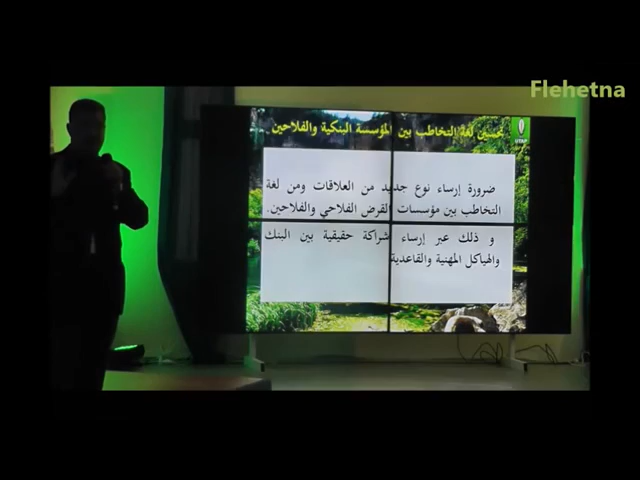 Flehetna
تحسين لغة التخاطب بين المؤسسة البنكية والفلاحين
UTAP
ضرورة إرساء نوع جديد من العلاقات ومن لغة
التخاطب بين مؤسسات القرض الفلاحي والفلاحين.
و ذلك عبر إرساء شراكة حقيقية بين البنك
والهياكل المهنية والقاعدية